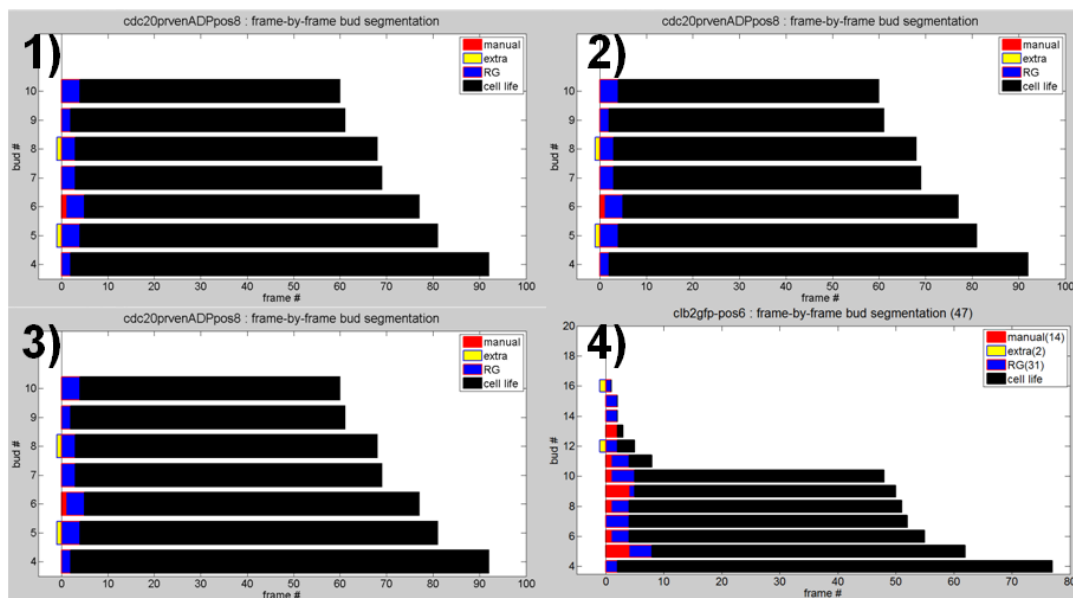 cdc20prvenADPpos8 : frame-by-frame bud segmentation
1)
manual
extra
RG
cell life
10
9
8
7
6
5
4
bud #
0 10 20 30 40 50 60 70 80 90 100
frame #
cdc20prvenADPpos8 : frame-by-frame bud segmentation
2)
manual
extra
RG
cell life
10
9
8
7
6
5
4
bud #
0 10 20 30 40 50 60 70 80 90 100
frame #
cdc20prvenADPpos8 : frame-by-frame bud segmentation
3)
manual
extra
RG
cell life
10
9
8
7
6
5
4
bud #
0 10 20 30 40 50 60 70 80 90 100
frame #
clb2gfp-pos6 : frame-by-frame bud segmentation (47)
4)
manual(14)
extra(2)
RG(31)
cell life
20
18
16
14
12
10
8
6
4
bud #
0 10 20 30 40 50 60 70 80
frame #